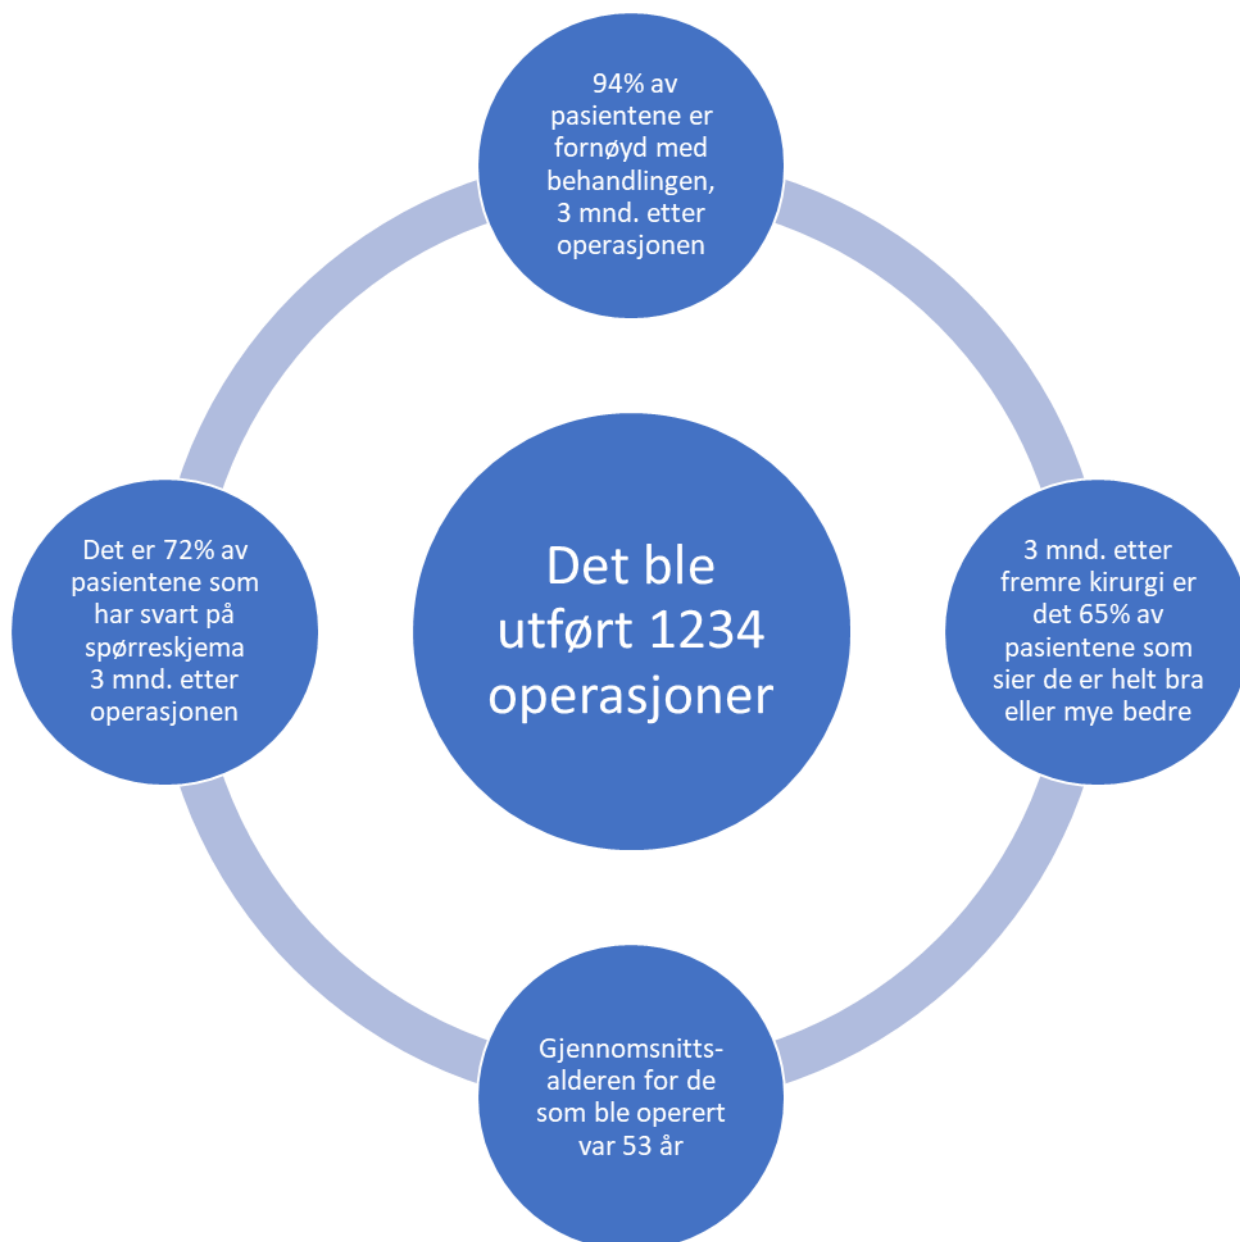 94% av
pasientene er
fornøyd med
behandlingen,
3 mnd. etter
operasjonen
Det er 72% av
pasientene som
har svart på
spørreskjema
3 mnd. etter
operasjonen
Det ble
utført 1234
operasjoner
3 mnd. etter
fremre kirurgi er
det 65% av
pasientene som
sier de er helt bra
eller mye bedre
Gjennomsnitts-
alderen for de
som ble operert
var 53 år